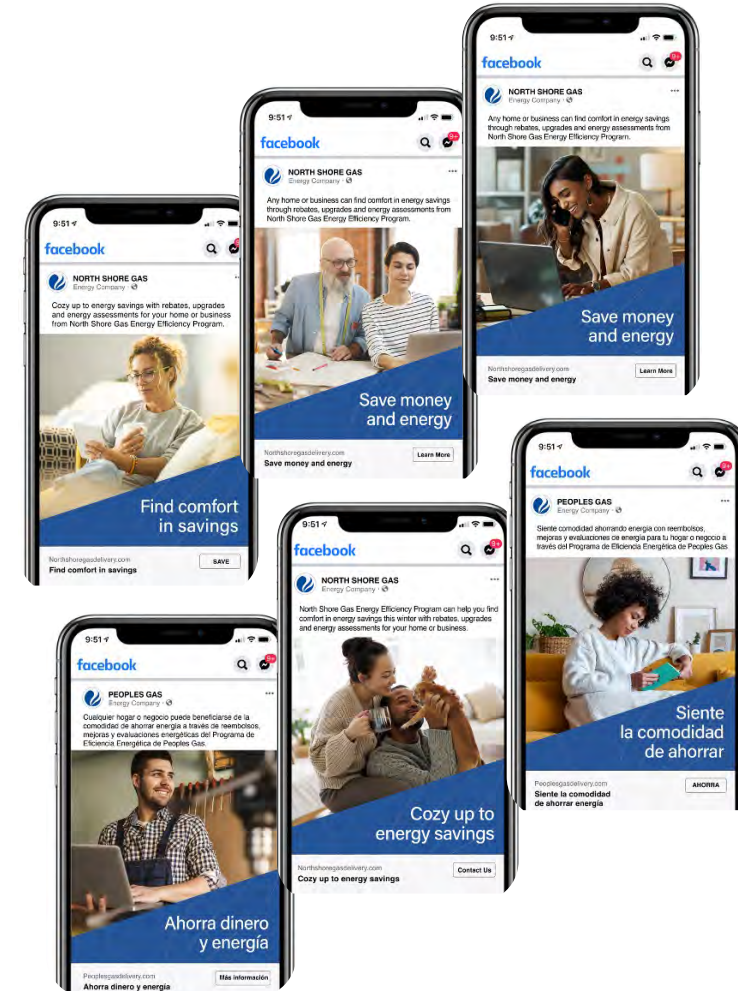 9:51
facebook
9+
NORTH SHORE GAS
Energy Company ·
Any home or business can find comfort in energy savings
through rebates, upgrades and energy assessments from
North Shore Gas Energy Efficiency Program.
Save money
and energy
Northshoregasdelivery.com
Save money and energy
Learn More
9:51
facebook
9+
NORTH SHORE GAS
Energy Company ·
Any home or business can find comfort in energy savings
through rebates, upgrades and energy assessments from
North Shore Gas Energy Efficiency Program.
Save money
and energy
Northshoregasdelivery.com
Save money and energy
Learn More
9:51
facebook
NORTH SHORE GAS
Energy Company ·
Cozy up to energy savings with rebates, upgrades
and energy assessments for your home or business
from North Shore Gas Energy Efficiency Program.
Find comfort
in savings
Northshoregasdelivery.com
Find comfort in savings
SAVE
9:51
facebook
9+
PEOPLES GAS
Energy Company ·
Siente comodidad ahorrando energía con reembolsos,
mejoras y evaluaciones de energía para tu hogar o negocio a
través del Programa de Eficiencia Energética de Peoples Gas
Siente
la comodidad
de ahorrar
Peoplesgasdelivery.com
Siente la comodidad
de ahorrar energía
AHORRA
9:51
facebook
9+
NORTH SHORE GAS
Energy Company ·
North Shore Gas Energy Efficiency Program can help you find
comfort in energy savings this winter with rebates, upgrades
and energy assessments for your home or business.
Cozy up to
energy savings
Northshoregasdelivery.com
Cozy up to energy savings
Contact Us
9:51
facebook
9+
PEOPLES GAS
Energy Company ·
Cualquier hogar o negocio puede beneficiarse de la
comodidad de ahorrar energía a través de reembolsos,
mejoras y evaluaciones energéticas del Programa de
Eficiencia Energética de Peoples Gas.
Ahorra dinero
y energía
Peoplesgasdelivery.com
Ahorra dinero y energía
Más información